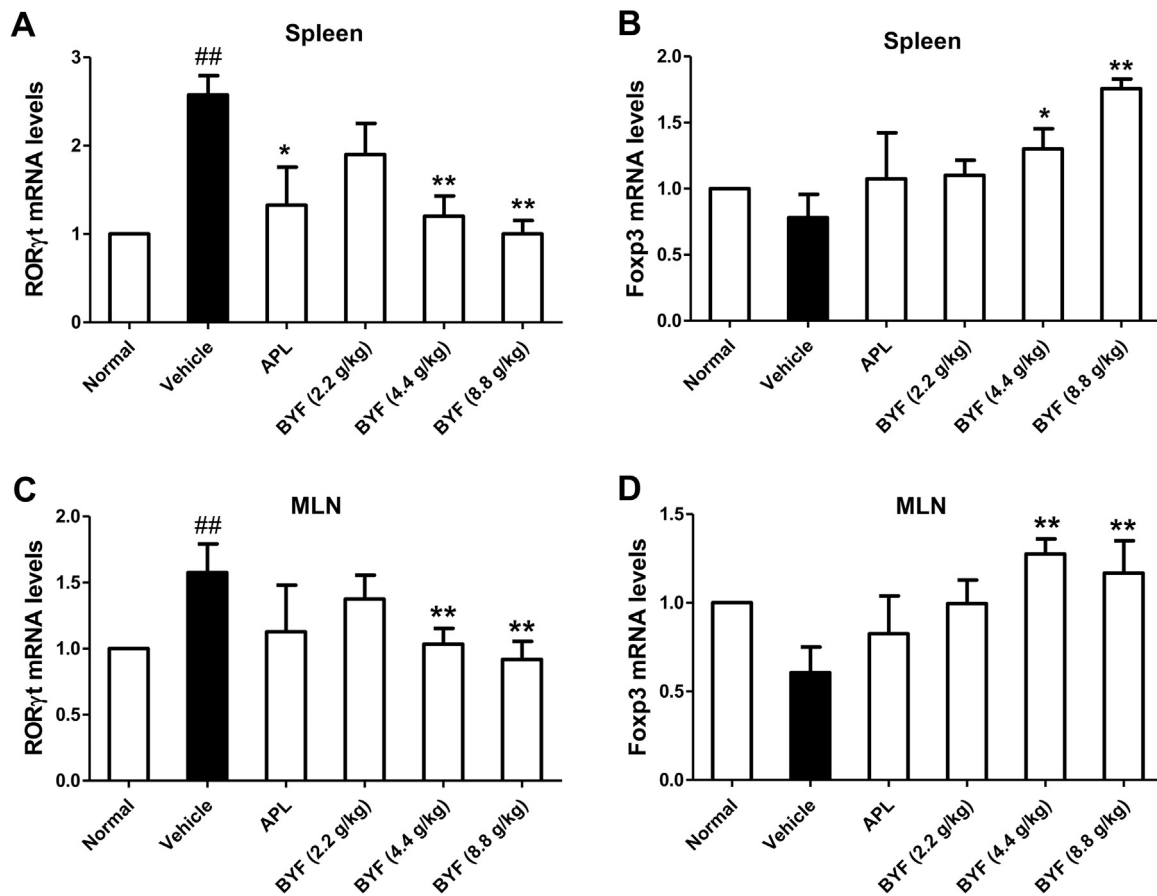 A
Spleen
RORγt mRNA levels
3
2
1
0
##
*
**
**
Normal
Vehicle
APL
BYF (2.2 g/kg)
BYF (4.4 g/kg)
BYF (8.8 g/kg)
B
Spleen
Foxp3 mRNA levels
2.0
1.5
1.0
0.5
0.0
*
**
Normal
Vehicle
APL
BYF (2.2 g/kg)
BYF (4.4 g/kg)
BYF (8.8 g/kg)
C
MLN
RORγt mRNA levels
2.0
1.5
1.0
0.5
0.0
##
**
**
Normal
Vehicle
APL
BYF (2.2 g/kg)
BYF (4.4 g/kg)
BYF (8.8 g/kg)
D
MLN
Foxp3 mRNA levels
1.5
1.0
0.5
0.0
**
**
Normal
Vehicle
APL
BYF (2.2 g/kg)
BYF (4.4 g/kg)
BYF (8.8 g/kg)